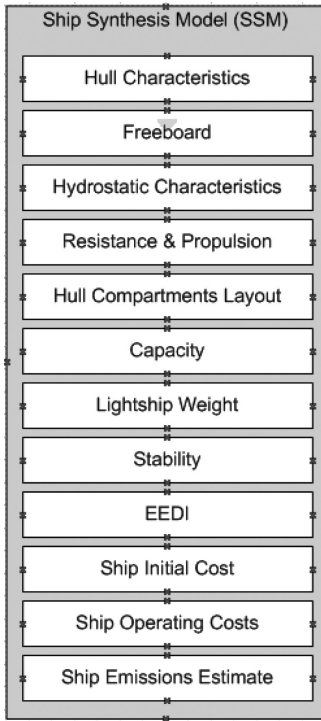 Ship Synthesis Model (SSM)
Hull Characteristics
Freeboard
Hydrostatic Characteristics
Resistance & Propulsion
Hull Compartments Layout
Capacity
Lightship Weight
Stability
EEDI
Ship Initial Cost
Ship Operating Costs
Ship Emissions Estimate